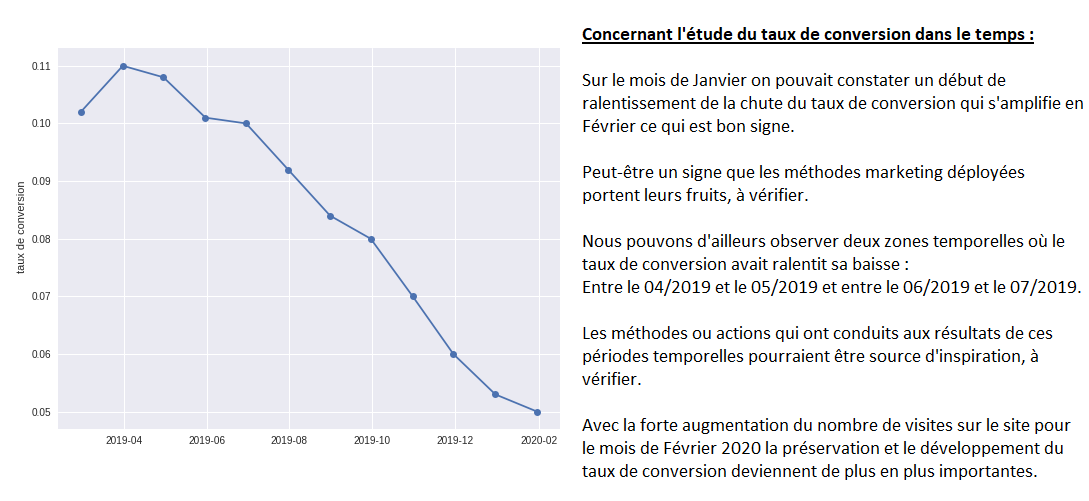 Concernant l'étude du taux de conversion dans le temps :
Sur le mois de Janvier on pouvait constater un début de
ralentissement de la chute du taux de conversion qui s'amplifie en
Février ce qui est bon signe.
Peut-être un signe que les méthodes marketing déployées
portent leurs fruits, à vérifier.
Nous pouvons d'ailleurs observer deux zones temporelles où le
taux de conversion avait ralentit sa baisse :
Entre le 04/2019 et le 05/2019 et entre le 06/2019 et le 07/2019.
Les méthodes ou actions qui ont conduits aux résultats de ces
périodes temporelles pourraient être source d'inspiration, à
vérifier.
Avec la forte augmentation du nombre de visites sur le site pour
le mois de Février 2020 la préservation et le développement du
taux de conversion deviennent de plus en plus importantes.
taux de conversion
0.11
0.10
0.09
0.08
0.07
0.06
0.05
2019-04
2019-06
2019-08
2019-10
2019-12
2020-02